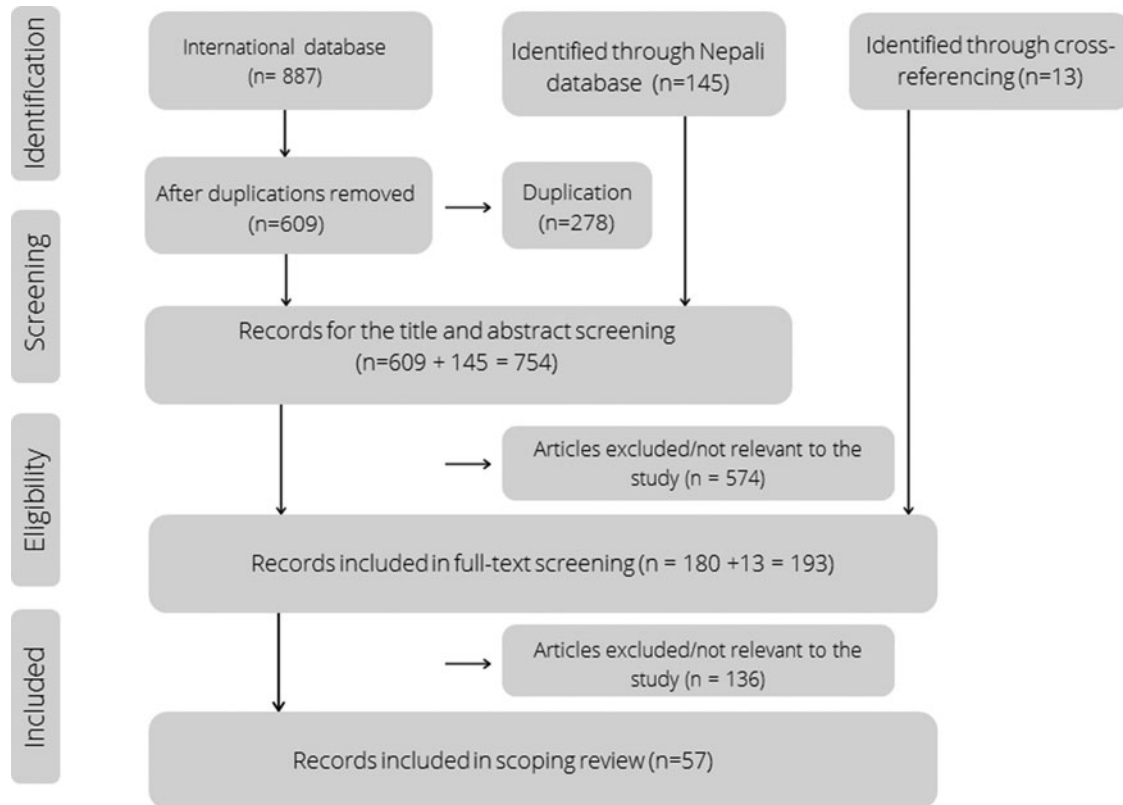 Identification
International database
(n= 887)
Identified through Nepali
database (n=145)
Identified through cross-
referencing (n=13)
After duplications removed
(n=609)
Duplication
(n=278)
Screening
Records for the title and abstract screening
(n=609 + 145 = 754)
Eligibility
Articles excluded/not relevant to the
study (n = 574)
Records included in full-text screening (n = 180 +13 = 193)
Included
Articles excluded/not relevant to the
study (n = 136)
Records included in scoping review (n=57)